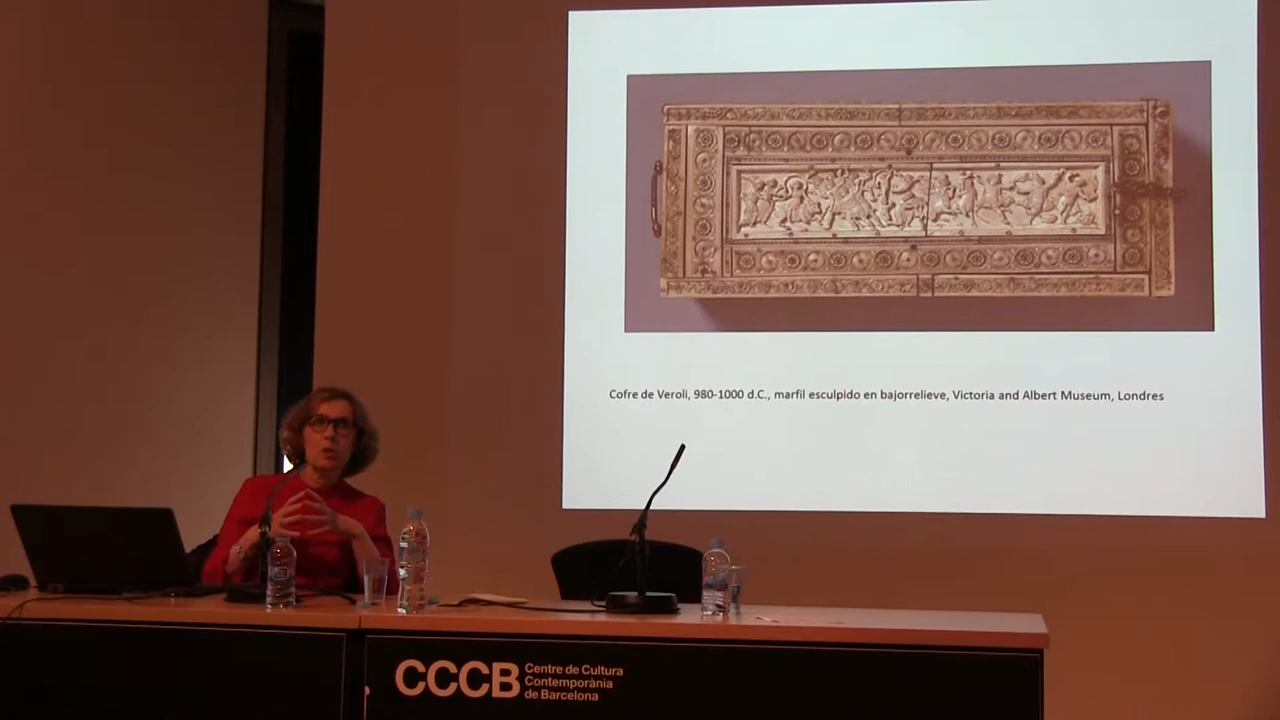 Cofre de Veroli, 980-1000 d.C., marfil esculpido en bajorrelieve, Victoria and Albert Museum, Londres
CCCB
Centre de Cultura
Contemporània
de Barcelona